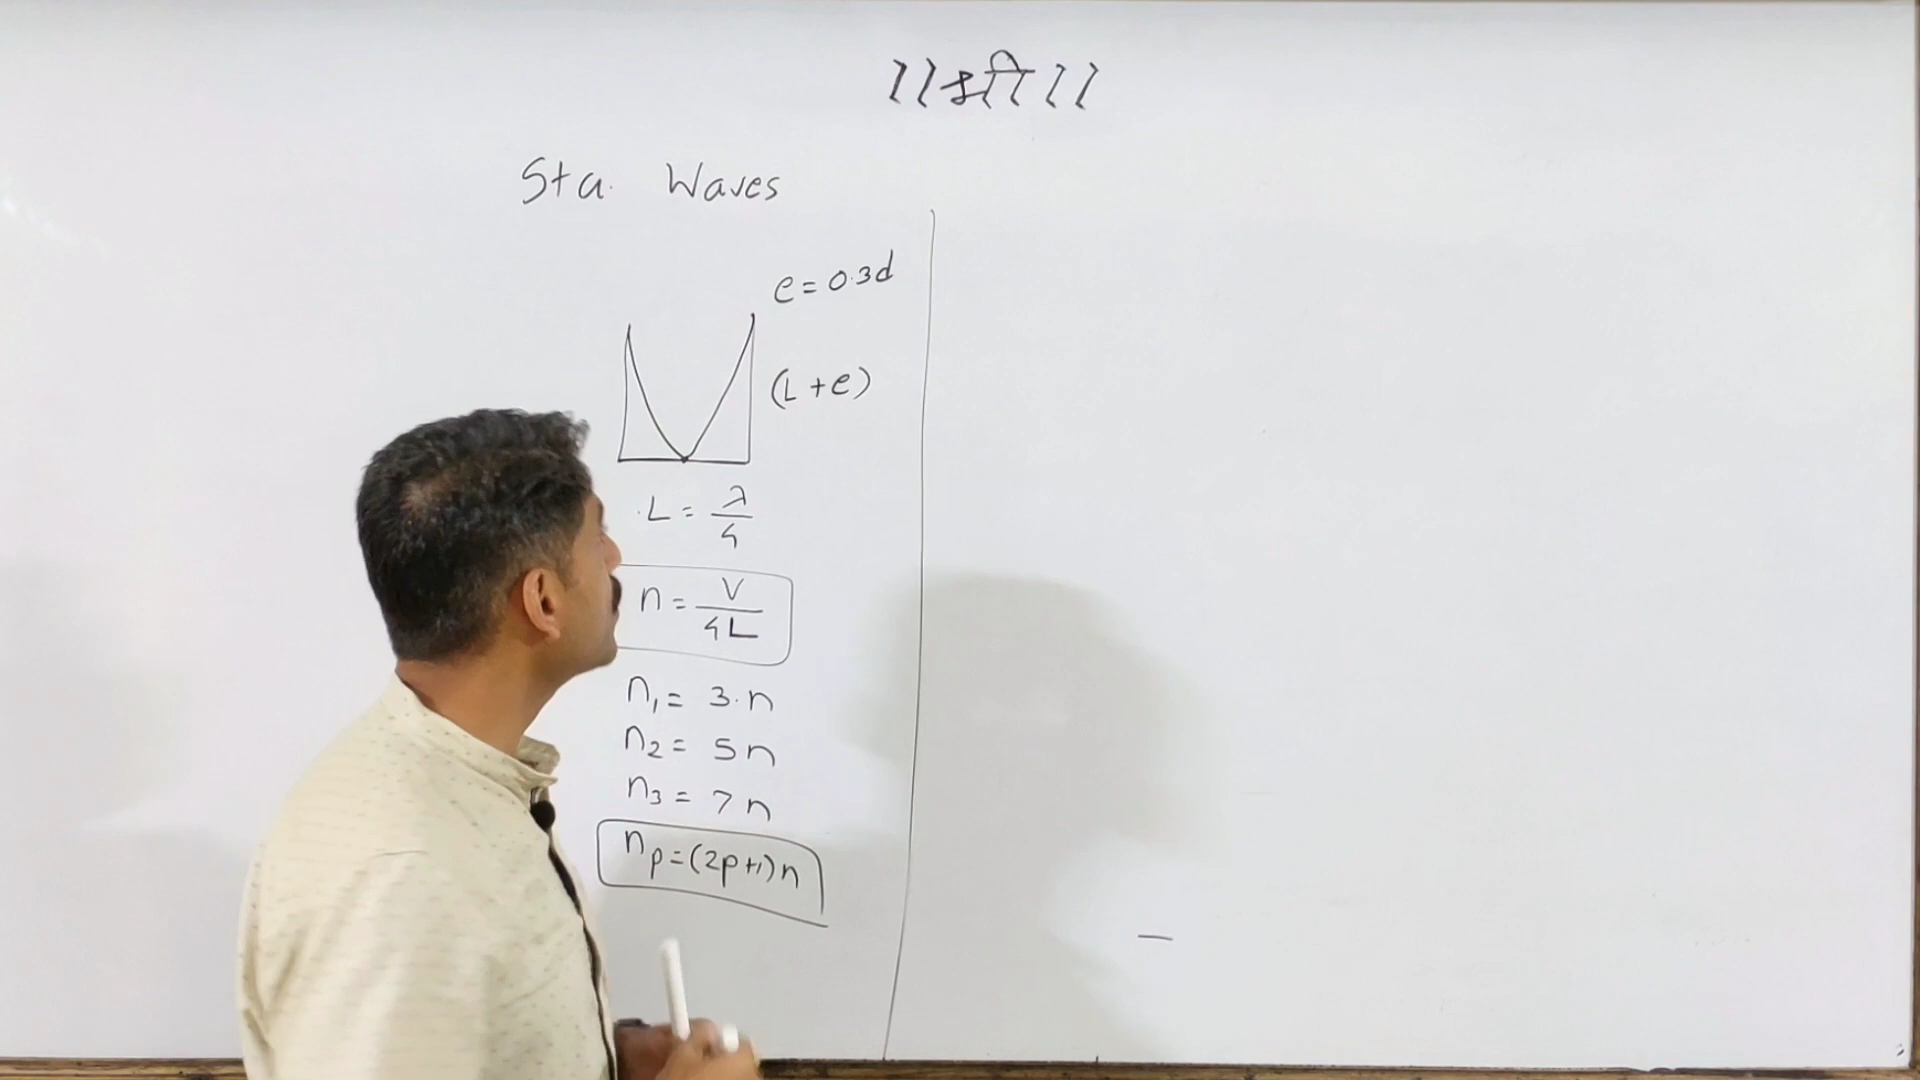 ।।श्री।।
Sta. Waves
e = 0.3d
(L + e)
L = λ/4
n = V/4L
n₁ = 3·n
n₂ = 5n
n₃ = 7n
nₚ = (2p+1)n